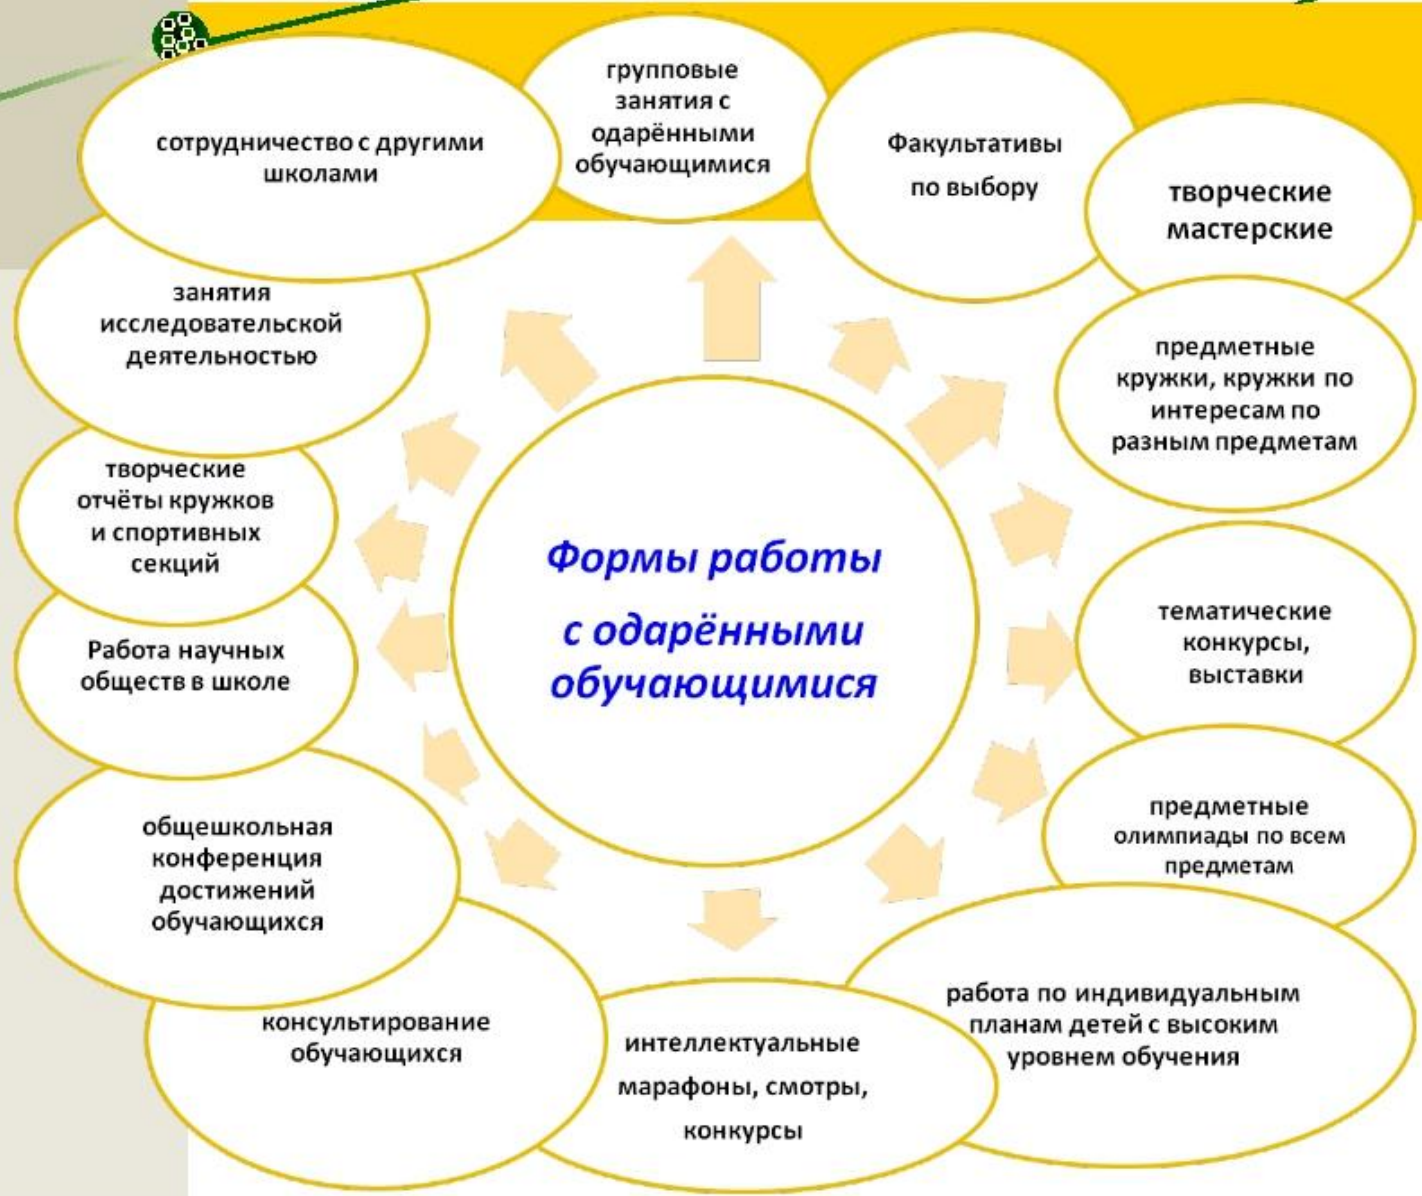 групповые
занятия с
одарёнными
обучающимися
Факультативы
по выбору
творческие
мастерские
предметные
кружки, кружки по
интересам по
разным предметам
тематические
конкурсы,
выставки
предметные
олимпиады по всем
предметам
работа по индивидуальным
планам детей с высоким
уровнем обучения
интеллектуальные
марафоны, смотры,
конкурсы
консультирование
обучающихся
общешкольная
конференция
достижений
обучающихся
Работа научных
обществ в школе
творческие
отчёты кружков
и спортивных
секций
занятия
исследовательской
деятельностью
сотрудничество с другими
школами
Формы работы
с одарёнными
обучающимися